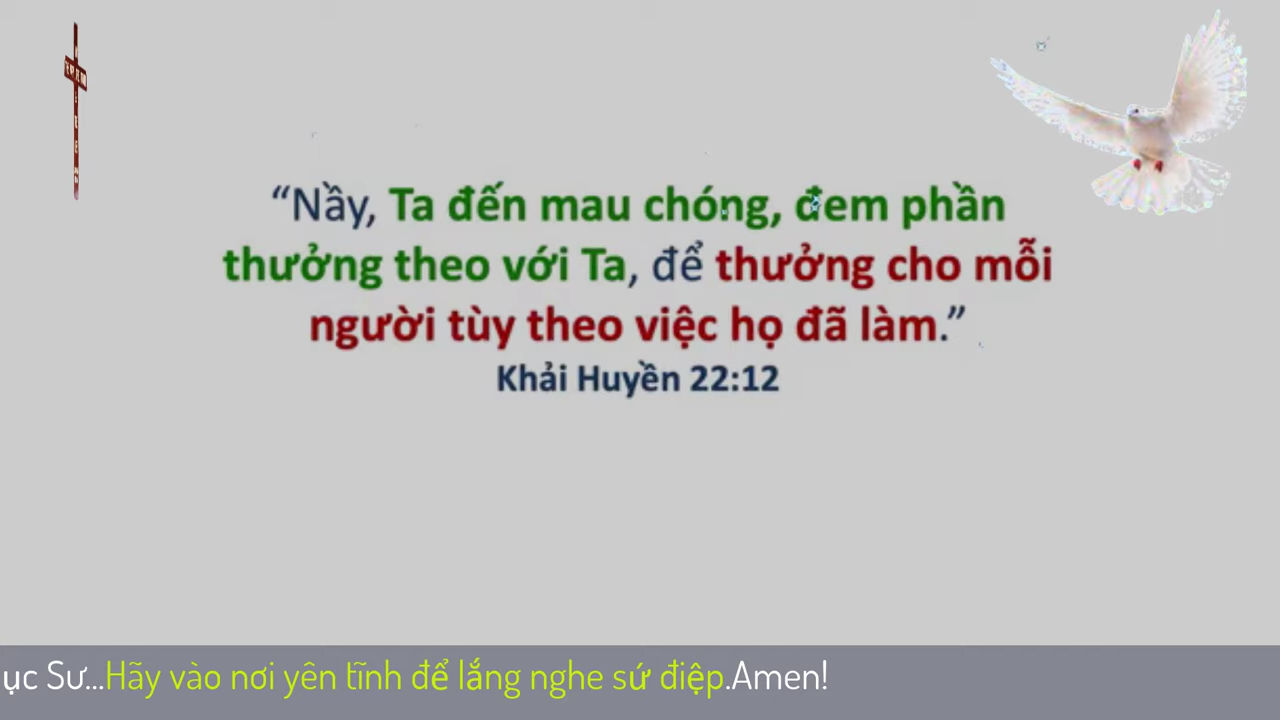 “Nầy, Ta đến mau chóng, đem phần
thưởng theo với Ta, để thưởng cho mỗi
người tùy theo việc họ đã làm.”
Khải Huyền 22:12
ục Sư...Hãy vào nơi yên tĩnh để lắng nghe sứ điệp.Amen!